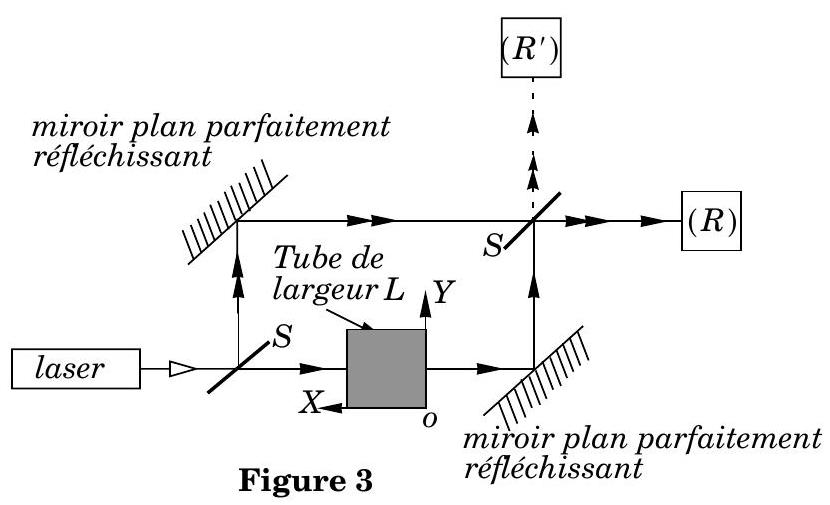 (R′)
miroir plan parfaitement
réfléchissant
(R)
S
Tube de
largeur L
Y
S
laser
X
o
miroir plan parfaitement
réfléchissant
Figure 3